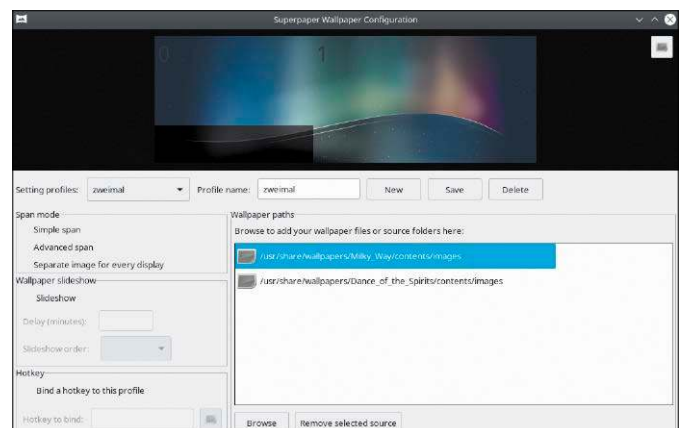 Superpaper Wallpaper Configuration
0
1
Setting profiles: zweimal Profile name: zweimal New Save Delete
Span mode
Simple span
Advanced span
Separate image for every display
Wallpaper slideshow
Slideshow
Delay (minutes):
Slideshow order:
Hotkey
Bind a hotkey to this profile
Hotkey to bind:
Wallpaper paths
Browse to add your wallpaper files or source folders here:
/usr/share/wallpapers/Milky_Way/contents/images
/usr/share/wallpapers/Dance_of_the_Spirits/contents/images
Browse Remove selected source